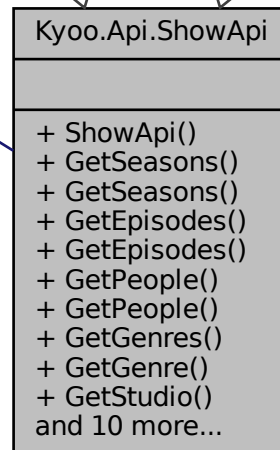 Kyoo.Api.ShowApi
+ ShowApi()
+ GetSeasons()
+ GetSeasons()
+ GetEpisodes()
+ GetEpisodes()
+ GetPeople()
+ GetPeople()
+ GetGenres()
+ GetGenre()
+ GetStudio()
and 10 more...